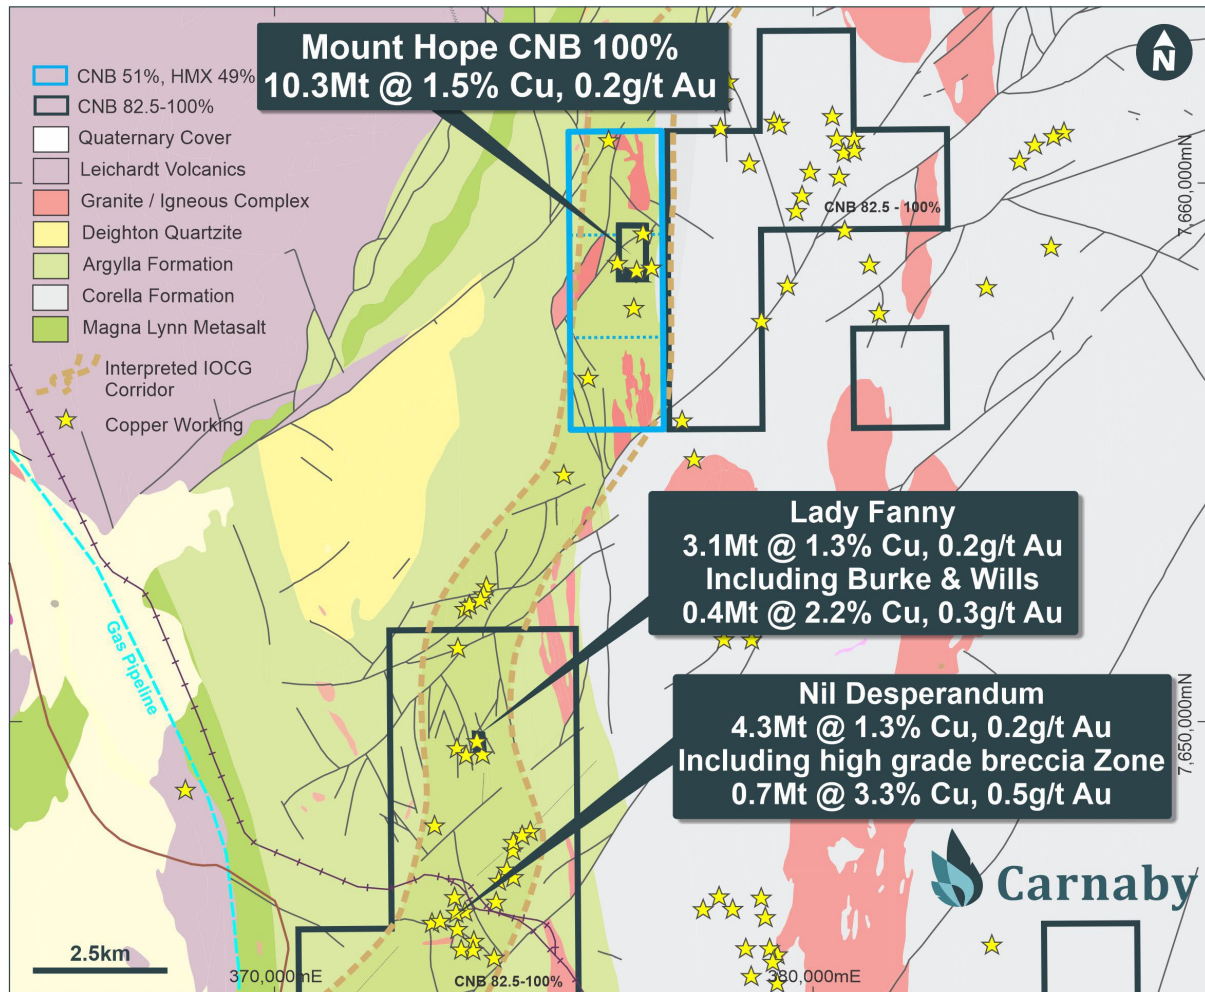 Mount Hope CNB 100%
10.3Mt @ 1.5% Cu, 0.2g/t Au
N
CNB 51%, HMX 49%
CNB 82.5-100%
Quaternary Cover
Leichardt Volcanics
Granite / Igneous Complex
Deighton Quartzite
Argylla Formation
Corella Formation
Magna Lynn Metasalt
Interpreted IOCG
Corridor
Copper Working
CNB 82.5 - 100%
7,660,000mN
Lady Fanny
3.1Mt @ 1.3% Cu, 0.2g/t Au
Including Burke & Wills
0.4Mt @ 2.2% Cu, 0.3g/t Au
Gas Pipeline
Nil Desperandum
4.3Mt @ 1.3% Cu, 0.2g/t Au
Including high grade breccia Zone
0.7Mt @ 3.3% Cu, 0.5g/t Au
7,650,000mN
Carnaby
2.5km
370,000mE
CNB 82.5-100%
380,000mE